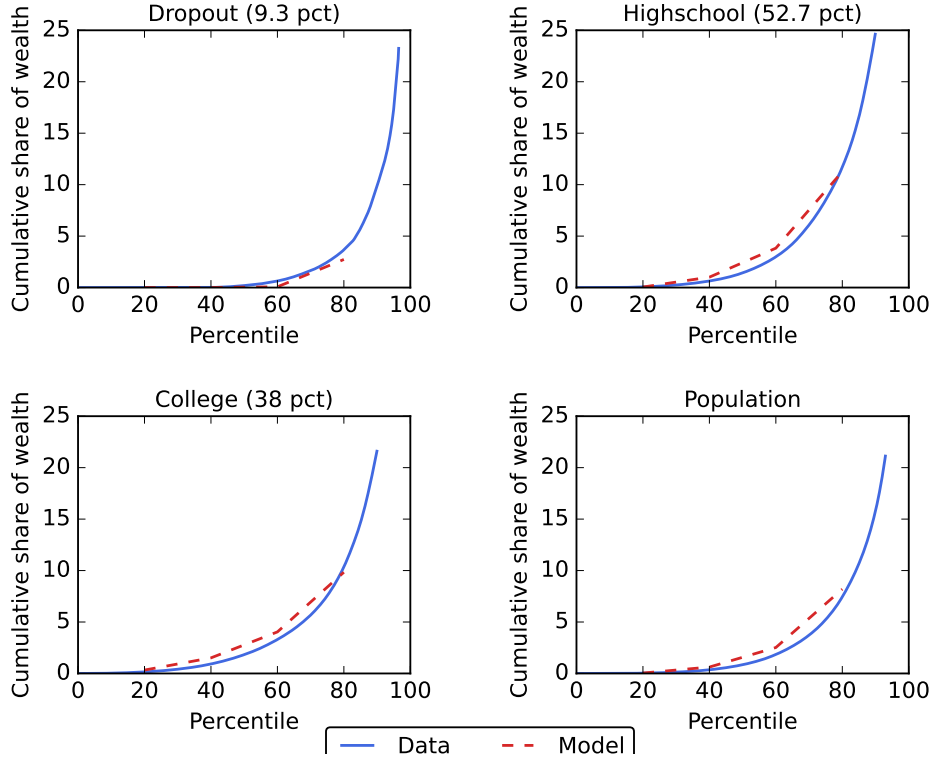 Dropout (9.3 pct)
Cumulative share of wealth
25
20
15
10
5
0
0 20 40 60 80 100
Percentile
Highschool (52.7 pct)
Cumulative share of wealth
25
20
15
10
5
0
0 20 40 60 80 100
Percentile
College (38 pct)
Cumulative share of wealth
25
20
15
10
5
0
0 20 40 60 80 100
Percentile
Population
Cumulative share of wealth
25
20
15
10
5
0
0 20 40 60 80 100
Percentile
Data Model